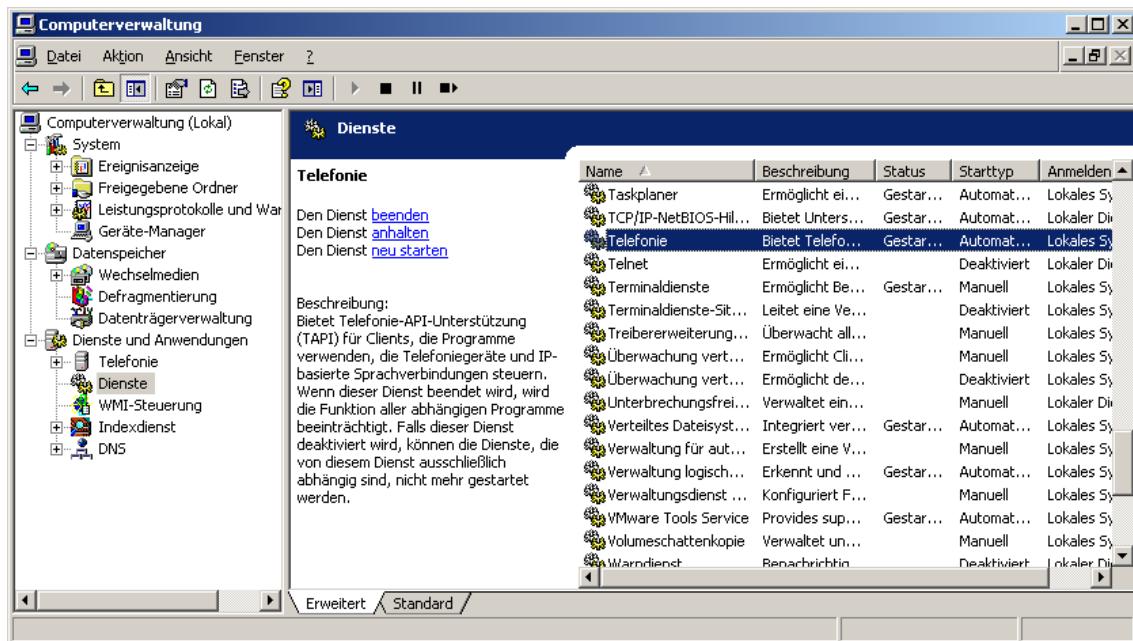 Computerverwaltung
Datei Aktion Ansicht Fenster ?
Computerverwaltung (Lokal)
System
Ereignisanzeige
Freigegebene Ordner
Leistungsprotokolle und War
Geräte-Manager
Datenspeicher
Wechselmedien
Defragmentierung
Datenträgerverwaltung
Dienste und Anwendungen
Telefonie
Dienste
WMI-Steuerung
Indexdienst
DNS
Dienste
Telefonie
Den Dienst beenden
Den Dienst anhalten
Den Dienst neu starten
Beschreibung:
Bietet Telefonie-API-Unterstützung
(TAPI) für Clients, die Programme
verwenden, die Telefoniegeräte und IP-
basierte Sprachverbindungen steuern.
Wenn dieser Dienst beendet wird, wird
die Funktion aller abhängigen Programme
beeinträchtigt. Falls dieser Dienst
deaktiviert wird, können die Dienste, die
von diesem Dienst ausschließlich
abhängig sind, nicht mehr gestartet
werden.
Name Beschreibung Status Starttyp Anmelden
Taskplaner Ermöglicht ei... Gestar... Automat... Lokales Sy
TCP/IP-NetBIOS-Hil... Bietet Unters... Gestar... Automat... Lokaler Die
Telefonie Bietet Telefo... Gestar... Automat... Lokales Sy
Telnet Ermöglicht ei... Deaktiviert Lokaler Die
Terminaldienste Ermöglicht Be... Gestar... Manuell Lokales Sy
Terminaldienste-Sit... Leitet eine Ve... Deaktiviert Lokales Sy
Treibererweiterung... Überwacht all... Manuell Lokales Sy
Überwachung vert... Ermöglicht Cli... Manuell Lokales Sy
Überwachung vert... Ermöglicht de... Deaktiviert Lokales Sy
Unterbrechungsfrei... Verwaltet ein... Manuell Lokaler Die
Verteiltes Dateisyst... Integriert ver... Gestar... Automat... Lokales Sy
Verwaltung für aut... Erstellt eine V... Manuell Lokales Sy
Verwaltung logisch... Erkennt und ... Gestar... Automat... Lokales Sy
Verwaltungsdienst ... Konfiguriert F... Manuell Lokales Sy
VMware Tools Service Provides sup... Gestar... Automat... Lokales Sy
Volumeschattenkopie Verwaltet un... Manuell Lokales Sy
Warndienst Benachrichtig Deaktiviert Lokaler Die
Erweitert Standard